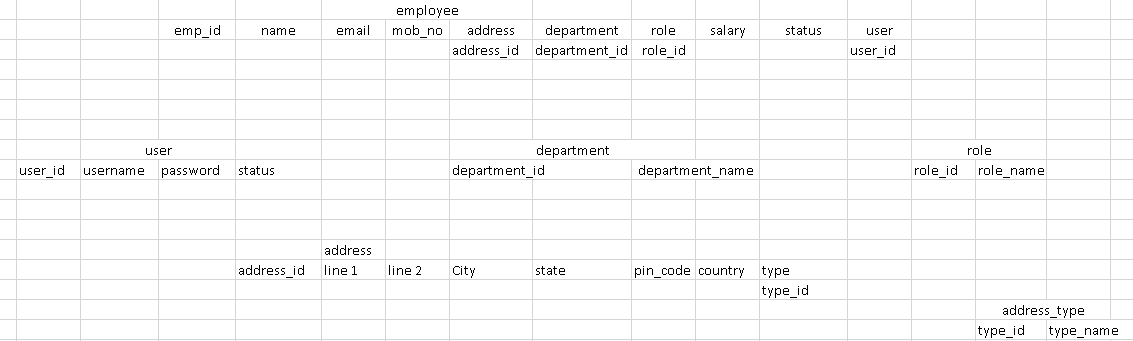 employee
emp_id name email mob_no address department role salary status user
address_id department_id role_id user_id
user department role
user_id username password status department_id department_name role_id role_name
address
address_id line 1 line 2 City state pin_code country type
type_id
address_type
type_id type_name